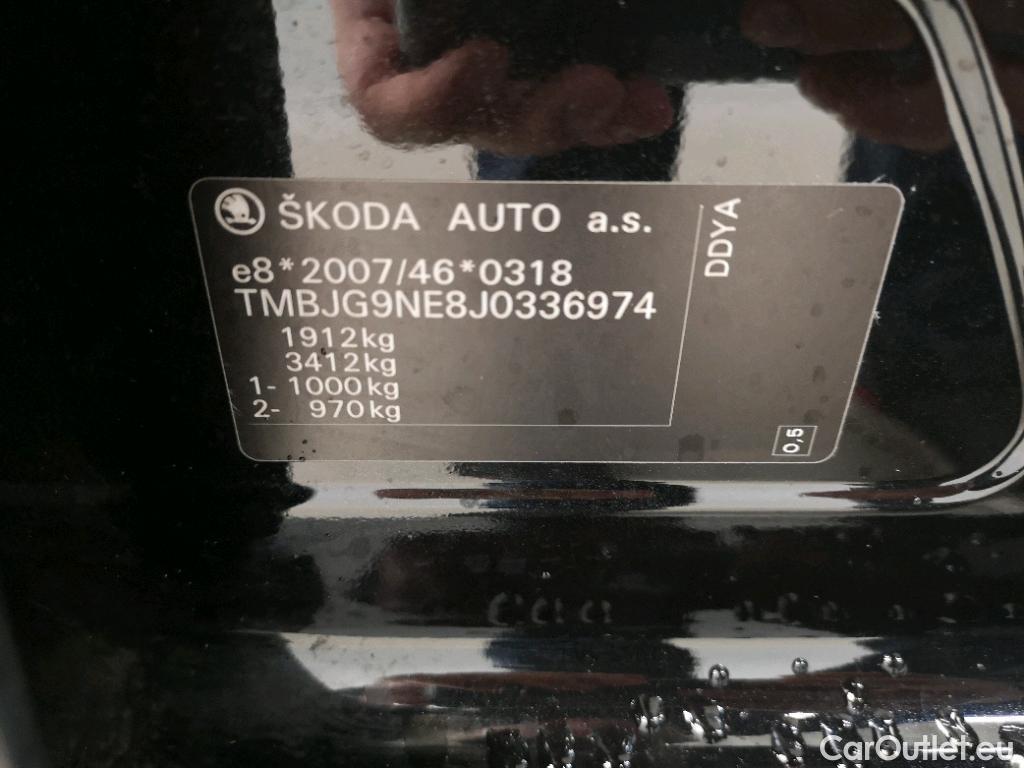 ŠKODA AUTO a.s.
e8*2007/46*0318
TMBJG9NE8J0336974
1912kg
3412kg
1- 1000kg
2- 970kg
DDYA
0,5
CarOutlet.eu